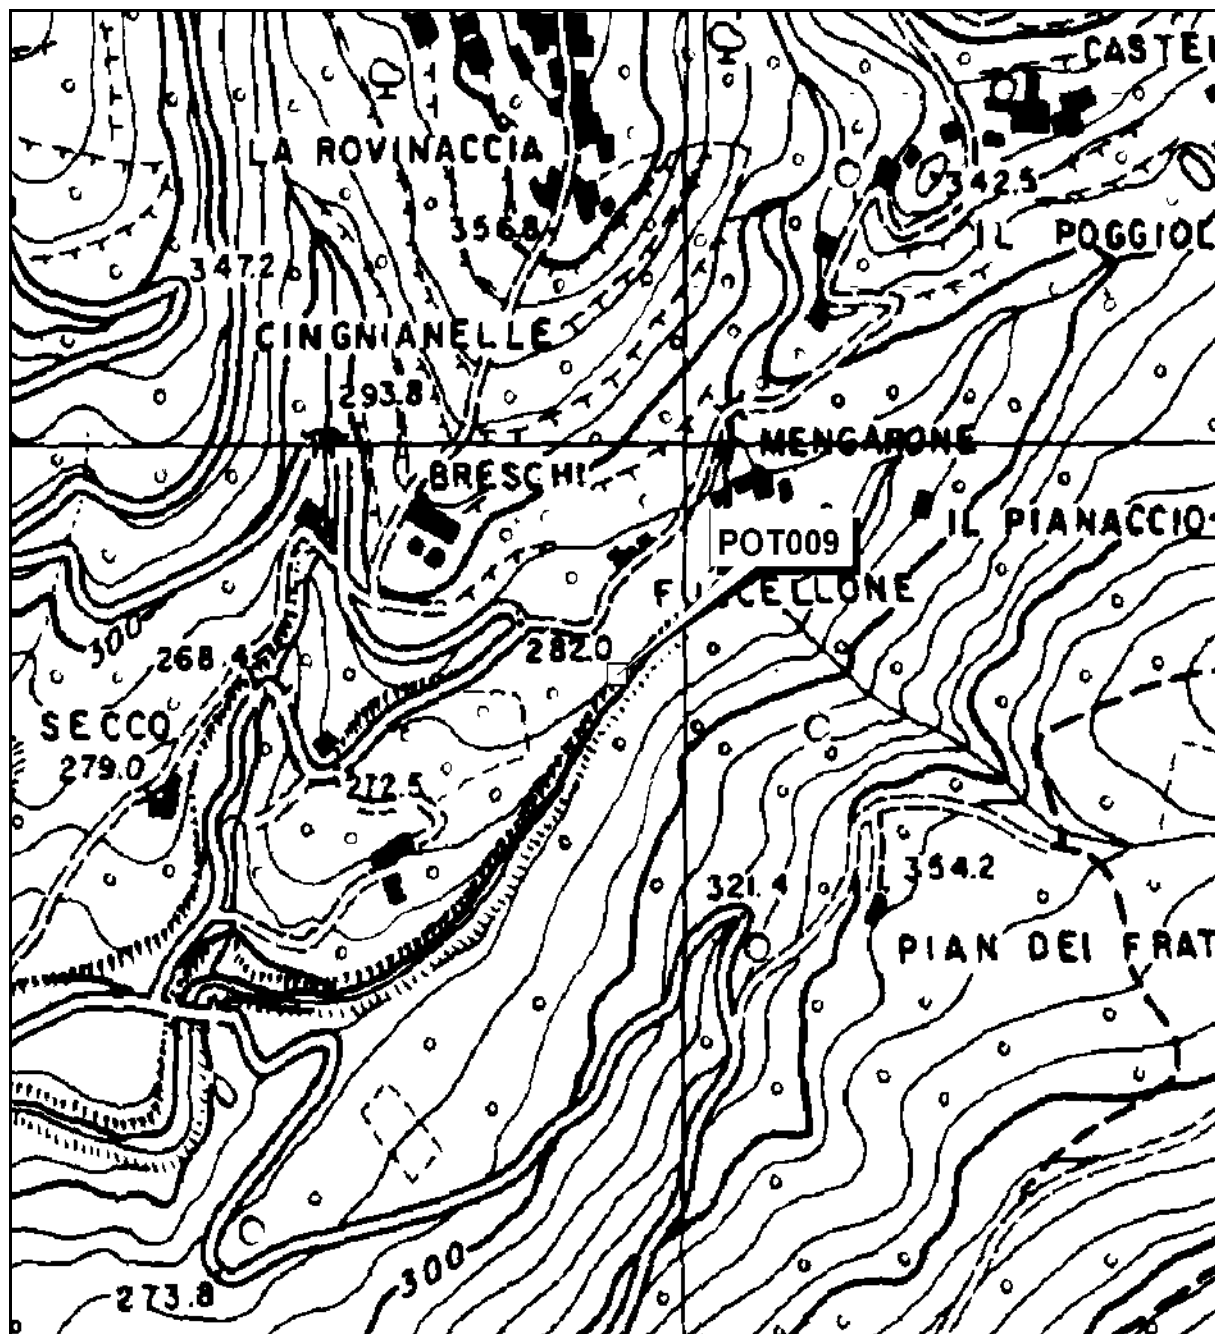 CASTEL
LA ROVINACCIA
342.5
356.8
IL POGGIOL
347.2
CINGNIANELLE
293.8
MENGARONE
BRESCHI
IL PIANACCIO
POT009
300
268.4
282.0
SECCO
279.0
272.5
321.4
354.2
PIAN DEI FRAT
300
273.8